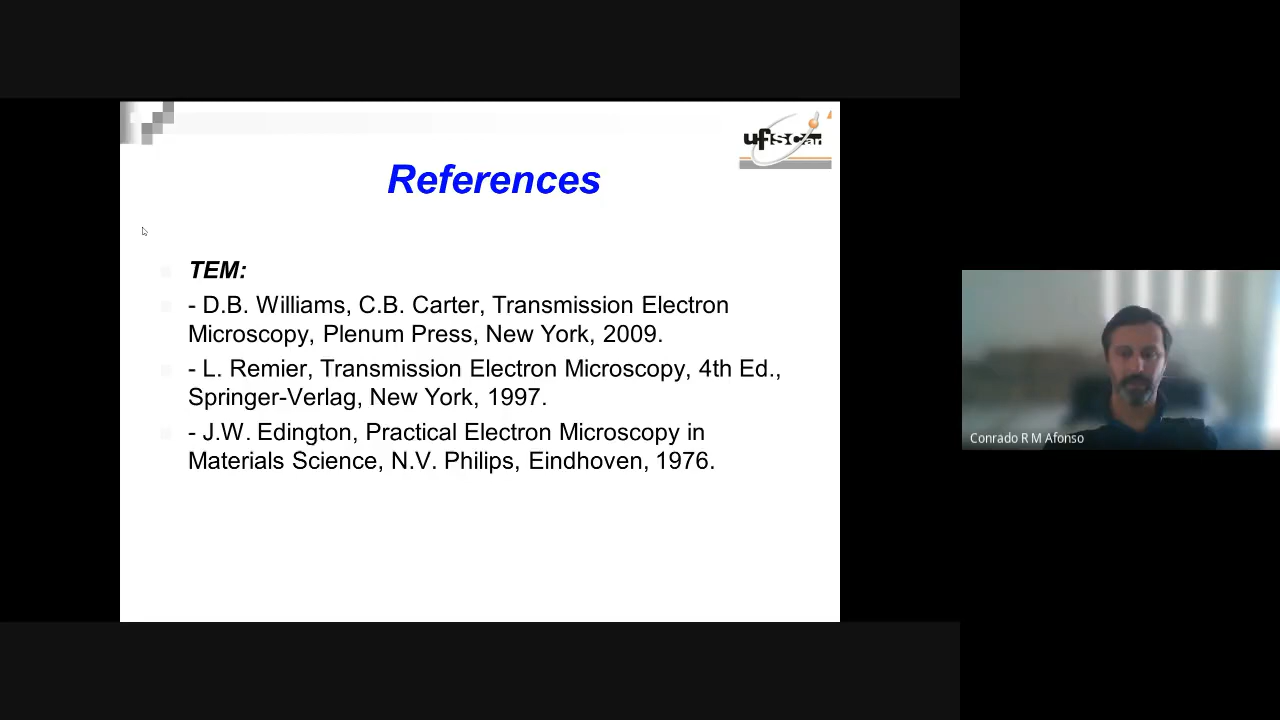 ufscar
References
TEM:
- D.B. Williams, C.B. Carter, Transmission Electron
Microscopy, Plenum Press, New York, 2009.
- L. Remier, Transmission Electron Microscopy, 4th Ed.,
Springer-Verlag, New York, 1997.
- J.W. Edington, Practical Electron Microscopy in
Materials Science, N.V. Philips, Eindhoven, 1976.
Conrado R M Afonso